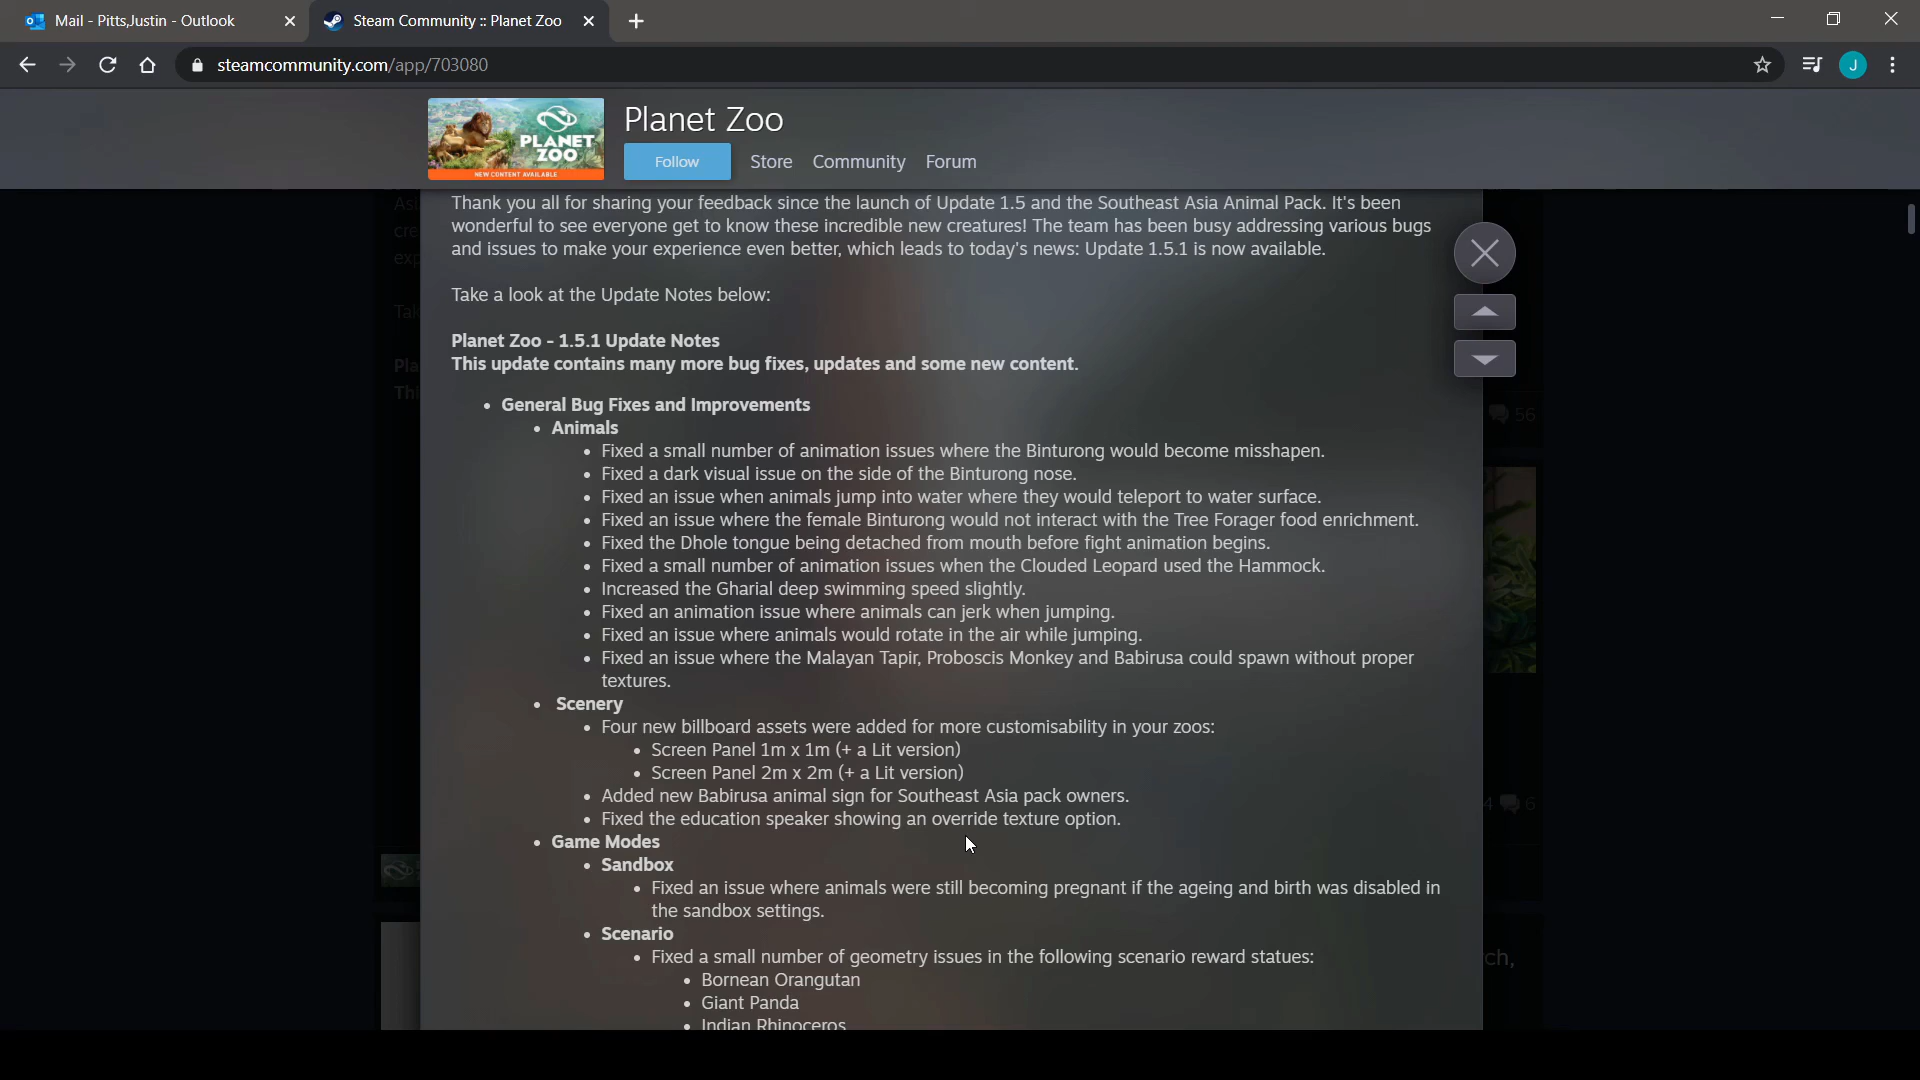 Mail - Pitts,Justin - Outlook
Steam Community :: Planet Zoo
steamcommunity.com/app/703080
J
PLANET ZOO
NEW CONTENT AVAILABLE
Planet Zoo
Follow Store Community Forum
Thank you all for sharing your feedback since the launch of Update 1.5 and the Southeast Asia Animal Pack. It's been
wonderful to see everyone get to know these incredible new creatures! The team has been busy addressing various bugs
and issues to make your experience even better, which leads to today's news: Update 1.5.1 is now available.
Take a look at the Update Notes below:
Planet Zoo - 1.5.1 Update Notes
This update contains many more bug fixes, updates and some new content.
• General Bug Fixes and Improvements
56
• Animals
• Fixed a small number of animation issues where the Binturong would become misshapen.
• Fixed a dark visual issue on the side of the Binturong nose.
• Fixed an issue when animals jump into water where they would teleport to water surface.
• Fixed an issue where the female Binturong would not interact with the Tree Forager food enrichment.
• Fixed the Dhole tongue being detached from mouth before fight animation begins.
• Fixed a small number of animation issues when the Clouded Leopard used the Hammock.
• Increased the Gharial deep swimming speed slightly.
• Fixed an animation issue where animals can jerk when jumping.
• Fixed an issue where animals would rotate in the air while jumping.
• Fixed an issue where the Malayan Tapir, Proboscis Monkey and Babirusa could spawn without proper
textures.
• Scenery
• Four new billboard assets were added for more customisability in your zoos:
• Screen Panel 1m x 1m (+ a Lit version)
• Screen Panel 2m x 2m (+ a Lit version)
• Added new Babirusa animal sign for Southeast Asia pack owners.
4 6
• Fixed the education speaker showing an override texture option.
• Game Modes
• Sandbox
• Fixed an issue where animals were still becoming pregnant if the ageing and birth was disabled in
the sandbox settings.
• Scenario
• Fixed a small number of geometry issues in the following scenario reward statues:
• Bornean Orangutan
• Giant Panda
• Indian Rhinoceros